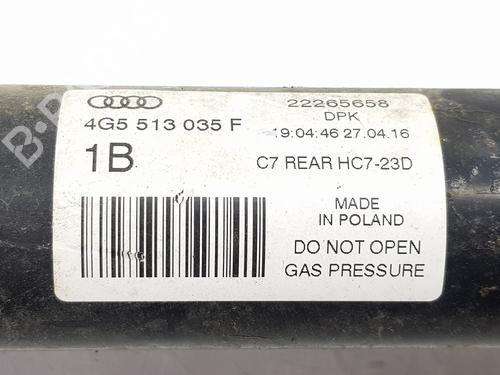 4G5 513 035 F
1B
22265658
DPK
19:04:46 27.04.16
C7 REAR HC7-23D
MADE
IN POLAND
DO NOT OPEN
GAS PRESSURE